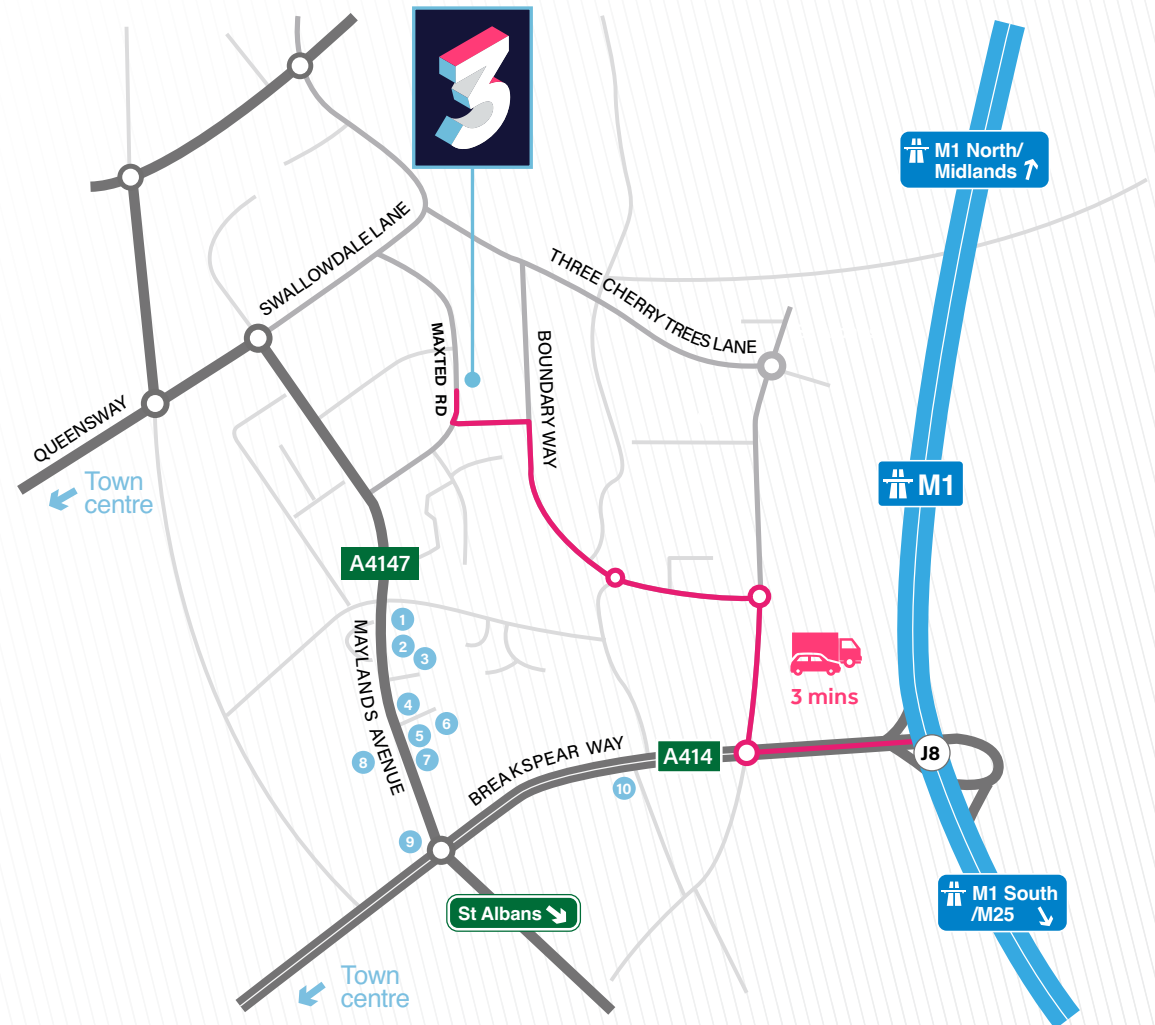 3
M1 North/
Midlands
SWALLOWDALE LANE
THREE CHERRY TREES LANE
MAXTED RD
BOUNDARY WAY
QUEENSWAY
Town
centre
M1
A4147
1
2
3
MAYLANDS AVENUE
4
6
5
7
8
3 mins
BREAKSPEAR WAY
A414
J8
10
9
M1 South
/M25
St Albans
Town
centre